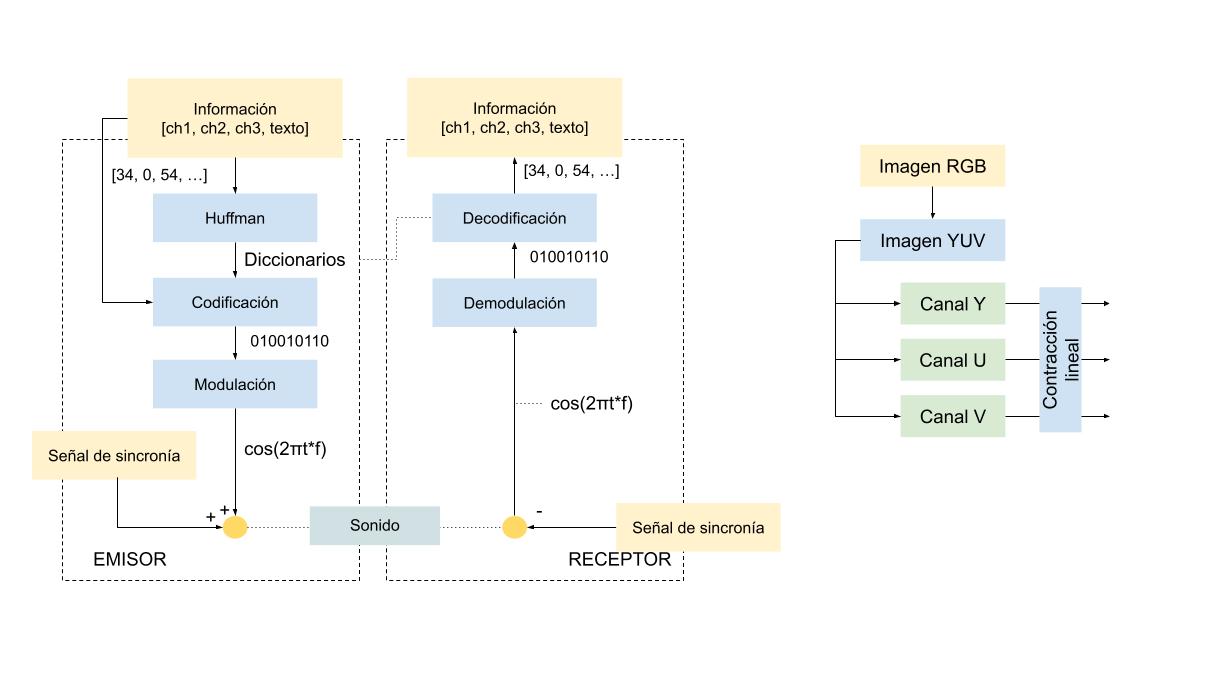 Información
[ch1, ch2, ch3, texto]
[34, 0, 54, …]
Huffman
Diccionarios
Codificación
010010110
Modulación
cos(2πt*f)
Señal de sincronía
+
+
EMISOR
Sonido
Información
[ch1, ch2, ch3, texto]
[34, 0, 54, …]
Decodificación
010010110
Demodulación
cos(2πt*f)
-
Señal de sincronía
RECEPTOR
Imagen RGB
Imagen YUV
Canal Y
Canal U
Canal V
Contracción
lineal